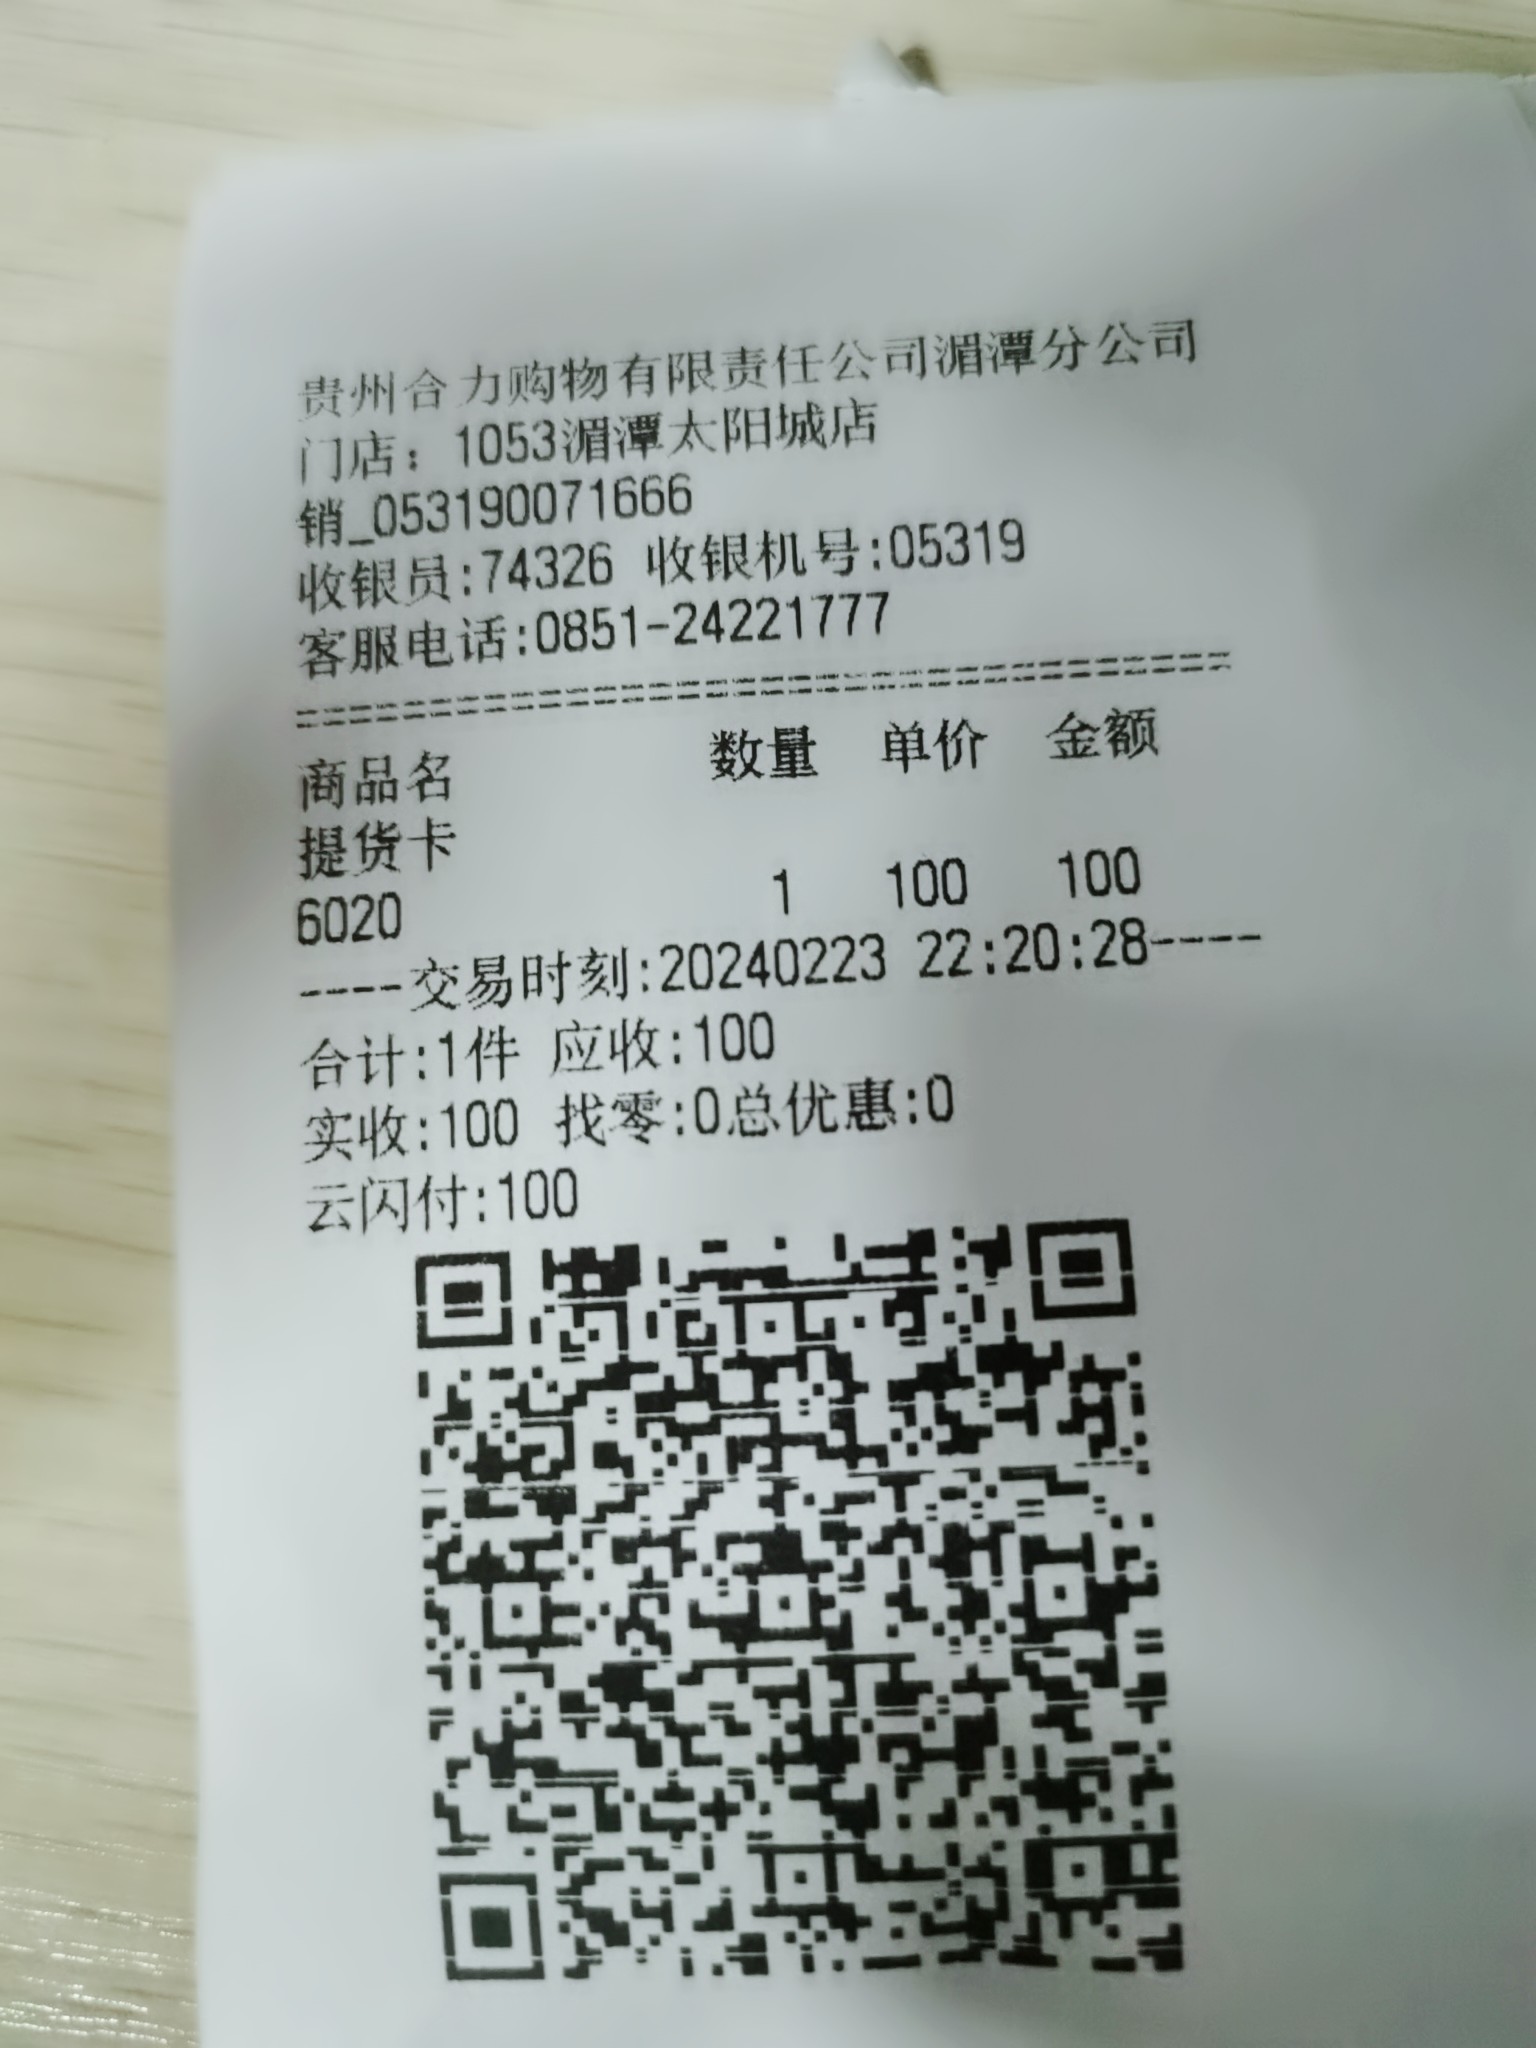 贵州合力购物有限责任公司湄潭分公司
门店：1053湄潭太阳城店
销_053190071666
收银员:74326 收银机号:05319
客服电话:0851-24221777
==================================
商品名 数量 单价 金额
提货卡
6020 1 100 100
----交易时刻:20240223 22:20:28----
合计:1件 应收:100
实收:100 找零:0总优惠:0
云闪付:100